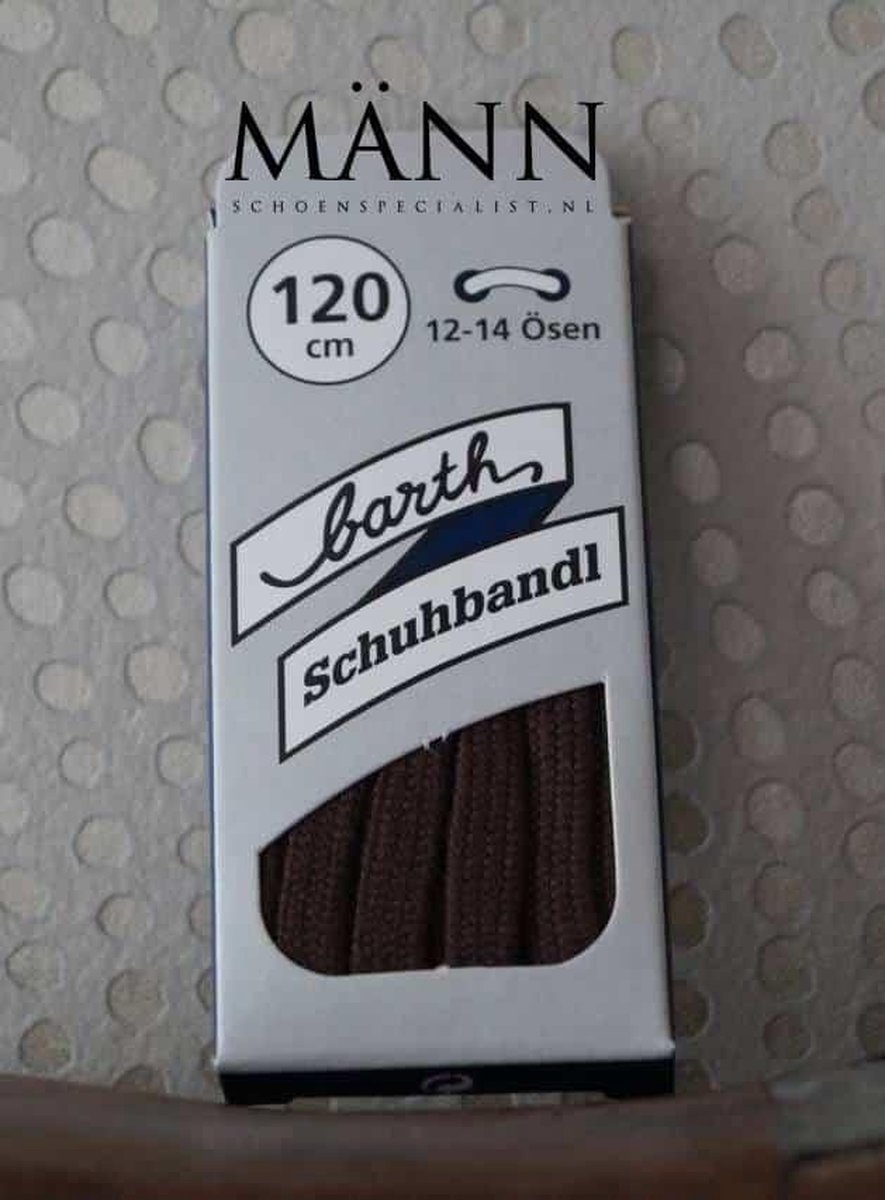 MÄNN
SCHOENSPECIALIST.NL
120
cm
12-14 Ösen
barth
Schuhbandl